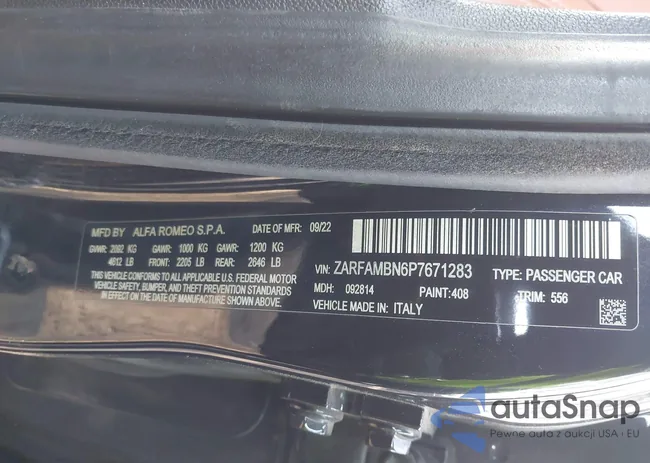 MFD BY ALFA ROMEO S.P.A. DATE OF MFR: 09/22
GVWR: 2092 KG GAWR: 1000 KG GAWR: 1200 KG
4612 LB FRONT: 2205 LB REAR: 2646 LB
THIS VEHICLE CONFORMS TO ALL APPLICABLE U.S. FEDERAL MOTOR
VEHICLE SAFETY, BUMPER, AND THEFT PREVENTION STANDARDS
IN EFFECT ON THE DATE OF MANUFACTURE SHOWN ABOVE.
VIN: ZARFAMBN6P7671283 TYPE: PASSENGER CAR
MDH: 092814 PAINT: 408 TRIM: 556
VEHICLE MADE IN: ITALY
autaSnap
Pewne auta z aukcji USA i EU